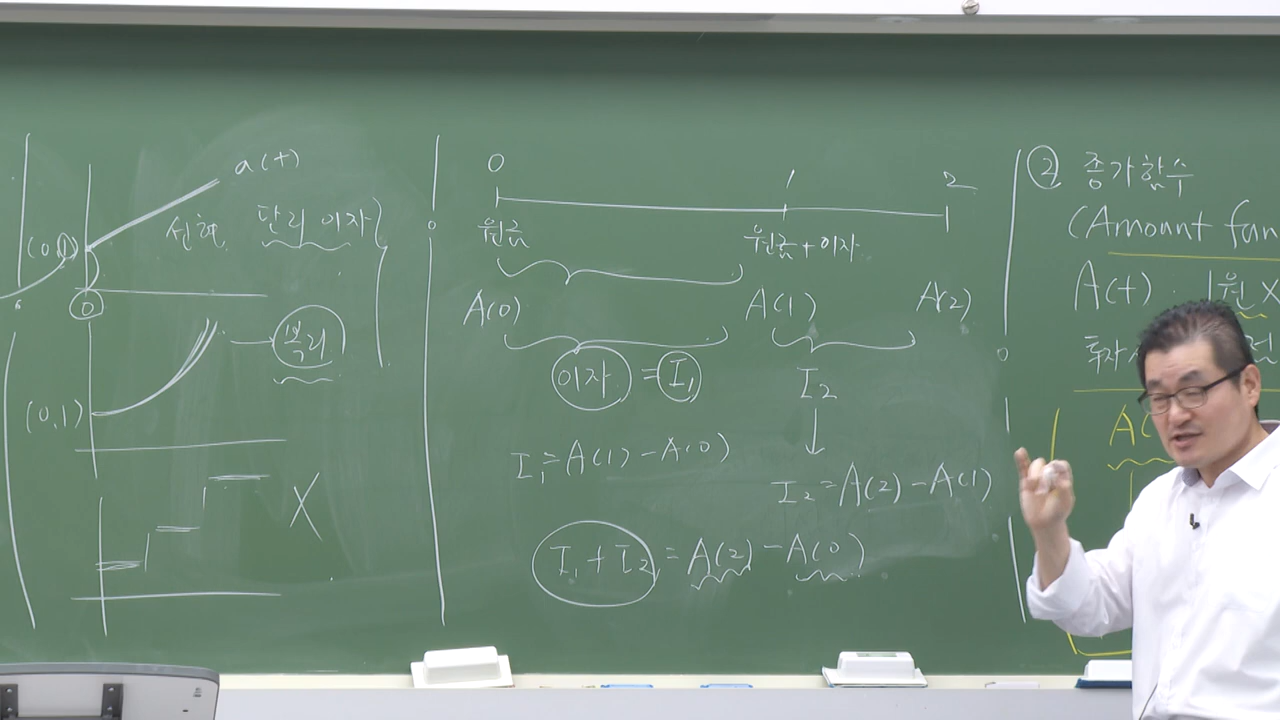 a(t)
(0,1)
선형, 단리 이자
0
복리
(0,1)
X
0 1 2
원금 원금+이자
A(0) A(1) A(2)
이자 = I₁ I₂
I₁ = A(1) - A(0)
I₂ = A(2) - A(1)
I₁ + I₂ = A(2) - A(0)
② 종가함수
(Amount fun
A(t). 1원 X
투자
A(